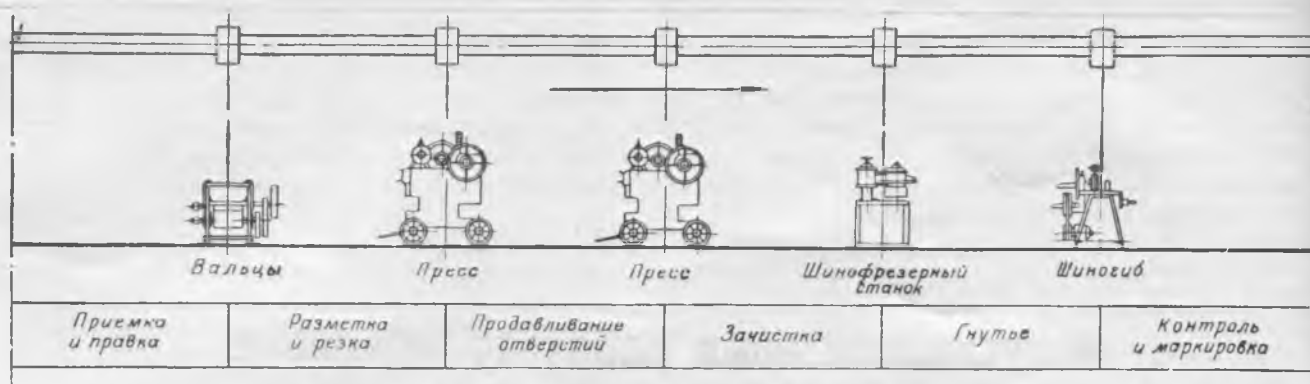 Вальцы
Пресс
Пресс
Шинофрезерный
станок
Шиногиб
Приемка
и правка
Разметка
и резка
Продавливание
отверстий
Зачистка
Гнутье
Контроль
и маркировка